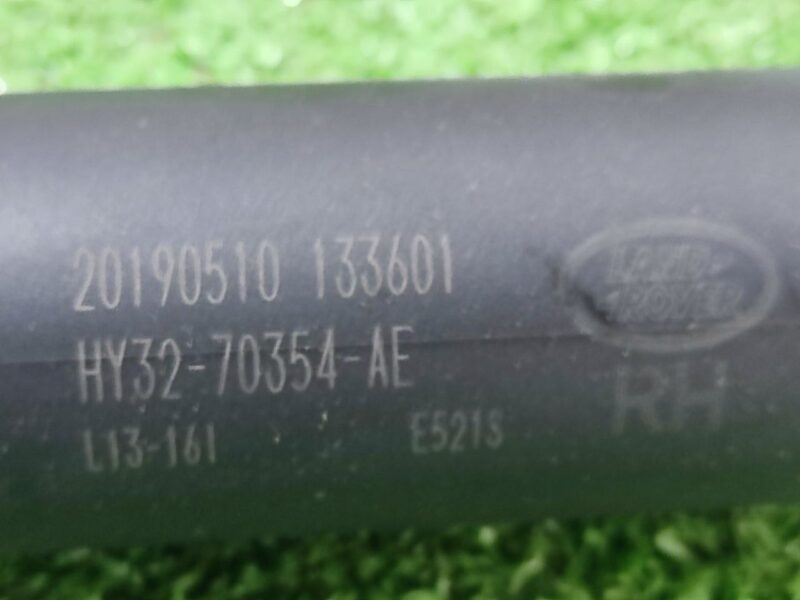 20190510 133601
HY32-70354-AE
L13-161 E521S
LAND-
ROVER
RH